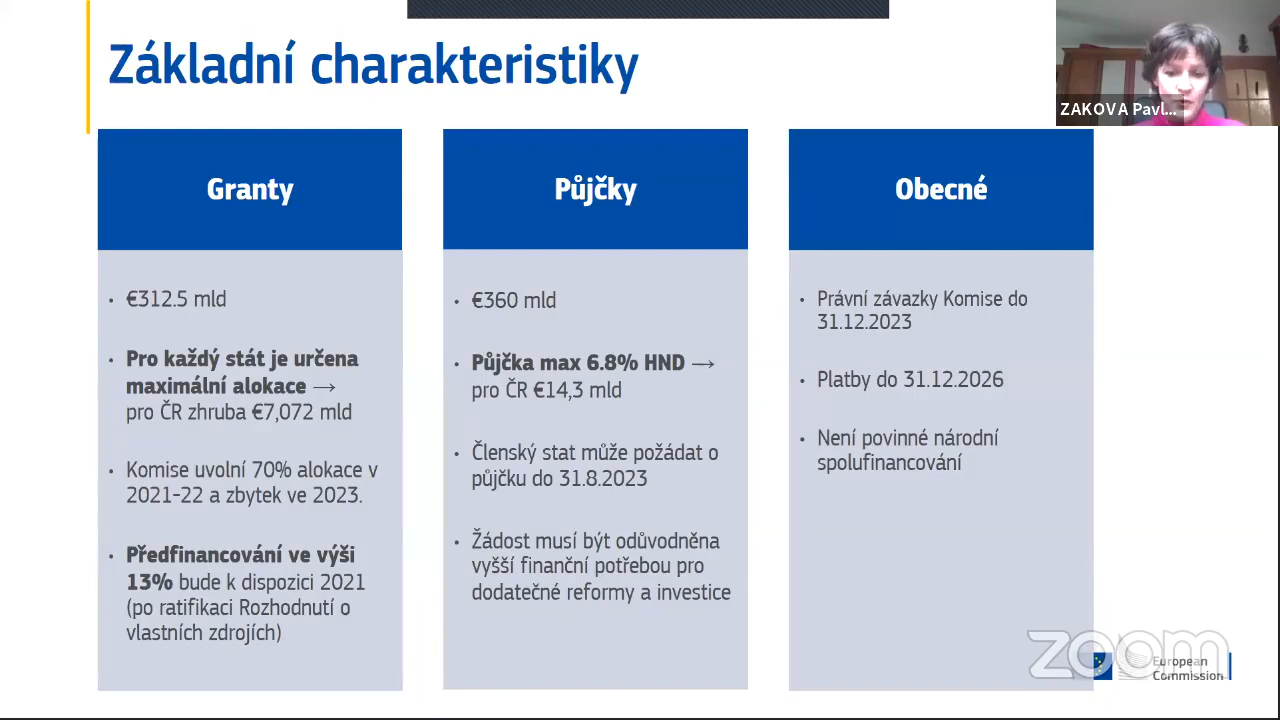 Základní charakteristiky
ZAKOVA Pavl...
Granty
• €312.5 mld
• Pro každý stát je určena
maximální alokace →
pro ČR zhruba €7,072 mld
• Komise uvolní 70% alokace v
2021-22 a zbytek ve 2023.
• Předfinancování ve výši
13% bude k dispozici 2021
(po ratifikaci Rozhodnutí o
vlastních zdrojích)
Půjčky
• €360 mld
• Půjčka max 6.8% HND →
pro ČR €14,3 mld
• Členský stat může požádat o
půjčku do 31.8.2023
• Žádost musí být odůvodněna
vyšší finanční potřebou pro
dodatečné reformy a investice
Obecné
• Právní závazky Komise do
31.12.2023
• Platby do 31.12.2026
• Není povinné národní
spolufinancování
zoom
European
Commission